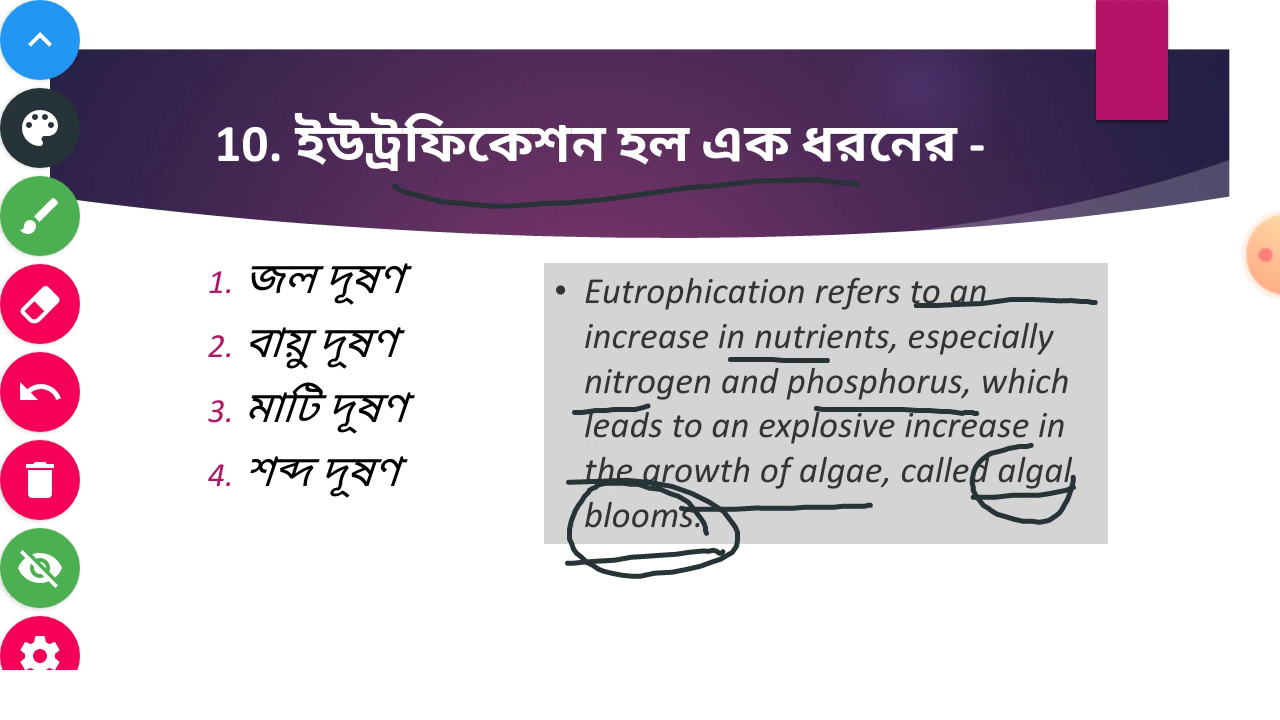 10. ইউট্রফিকেশন হল এক ধরনের -
1. জল দূষণ
2. বায়ু দূষণ
3. মাটি দূষণ
4. শব্দ দূষণ
• Eutrophication refers to an
increase in nutrients, especially
nitrogen and phosphorus, which
leads to an explosive increase in
the growth of algae, called algal
blooms.